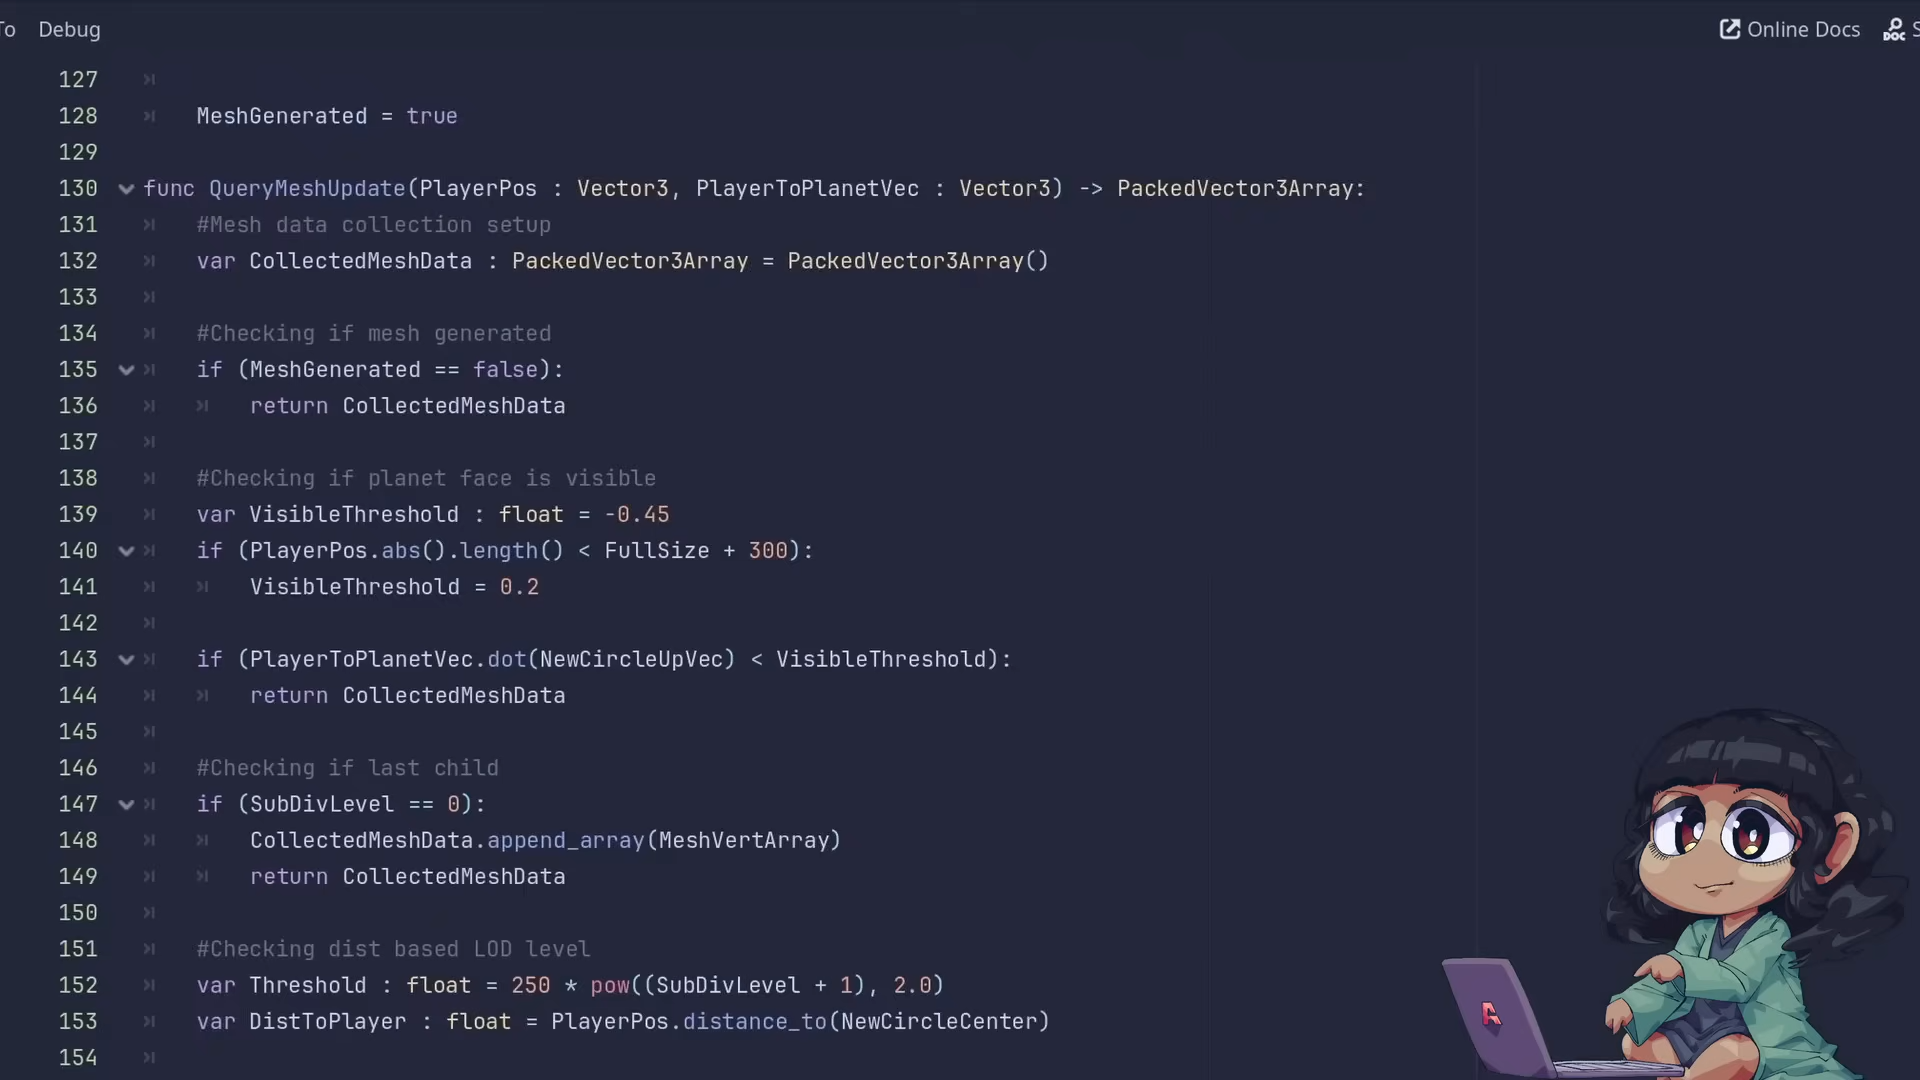 To Debug Online Docs
127
128 MeshGenerated = true
129
130 func QueryMeshUpdate(PlayerPos : Vector3, PlayerToPlanetVec : Vector3) -> PackedVector3Array:
131 #Mesh data collection setup
132 var CollectedMeshData : PackedVector3Array = PackedVector3Array()
133
134 #Checking if mesh generated
135 if (MeshGenerated == false):
136 return CollectedMeshData
137
138 #Checking if planet face is visible
139 var VisibleThreshold : float = -0.45
140 if (PlayerPos.abs().length() < FullSize + 300):
141 VisibleThreshold = 0.2
142
143 if (PlayerToPlanetVec.dot(NewCircleUpVec) < VisibleThreshold):
144 return CollectedMeshData
145
146 #Checking if last child
147 if (SubDivLevel == 0):
148 CollectedMeshData.append_array(MeshVertArray)
149 return CollectedMeshData
150
151 #Checking dist based LOD level
152 var Threshold : float = 250 * pow((SubDivLevel + 1), 2.0)
153 var DistToPlayer : float = PlayerPos.distance_to(NewCircleCenter)
154